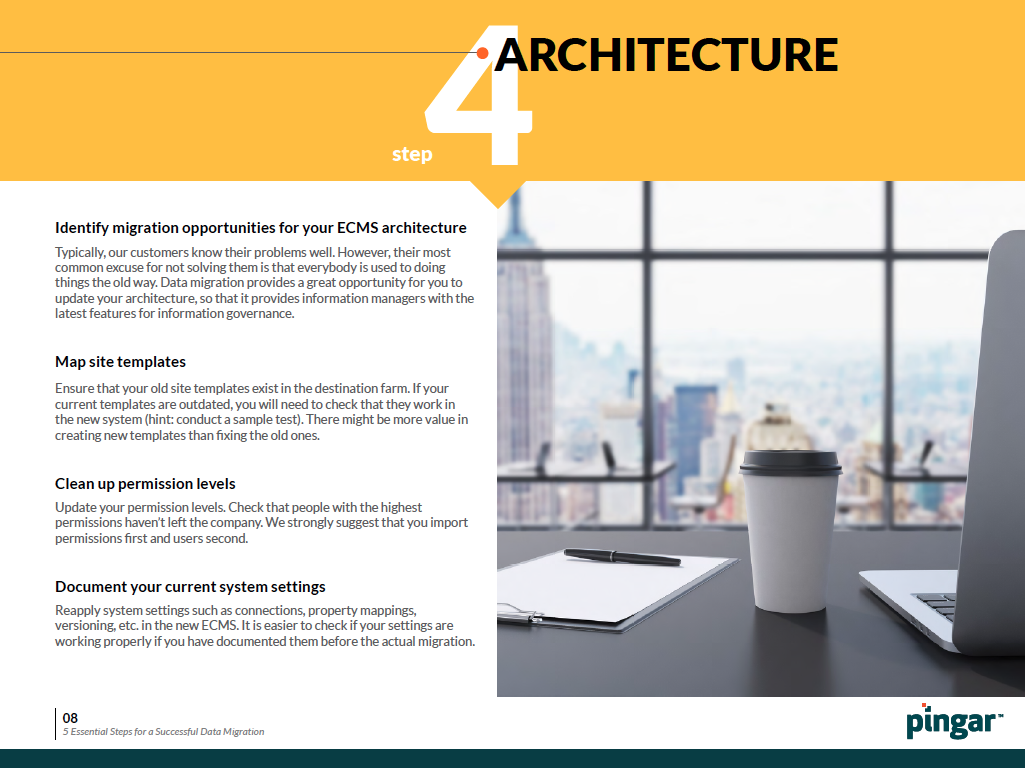 4
ARCHITECTURE
step
Identify migration opportunities for your ECMS architecture
Typically, our customers know their problems well. However, their most
common excuse for not solving them is that everybody is used to doing
things the old way. Data migration provides a great opportunity for you to
update your architecture, so that it provides information managers with the
latest features for information governance.
Map site templates
Ensure that your old site templates exist in the destination farm. If your
current templates are outdated, you will need to check that they work in
the new system (hint: conduct a sample test). There might be more value in
creating new templates than fixing the old ones.
Clean up permission levels
Update your permission levels. Check that people with the highest
permissions haven't left the company. We strongly suggest that you import
permissions first and users second.
Document your current system settings
Reapply system settings such as connections, property mappings,
versioning, etc. in the new ECMS. It is easier to check if your settings are
working properly if you have documented them before the actual migration.
08
5 Essential Steps for a Successful Data Migration
pingar™